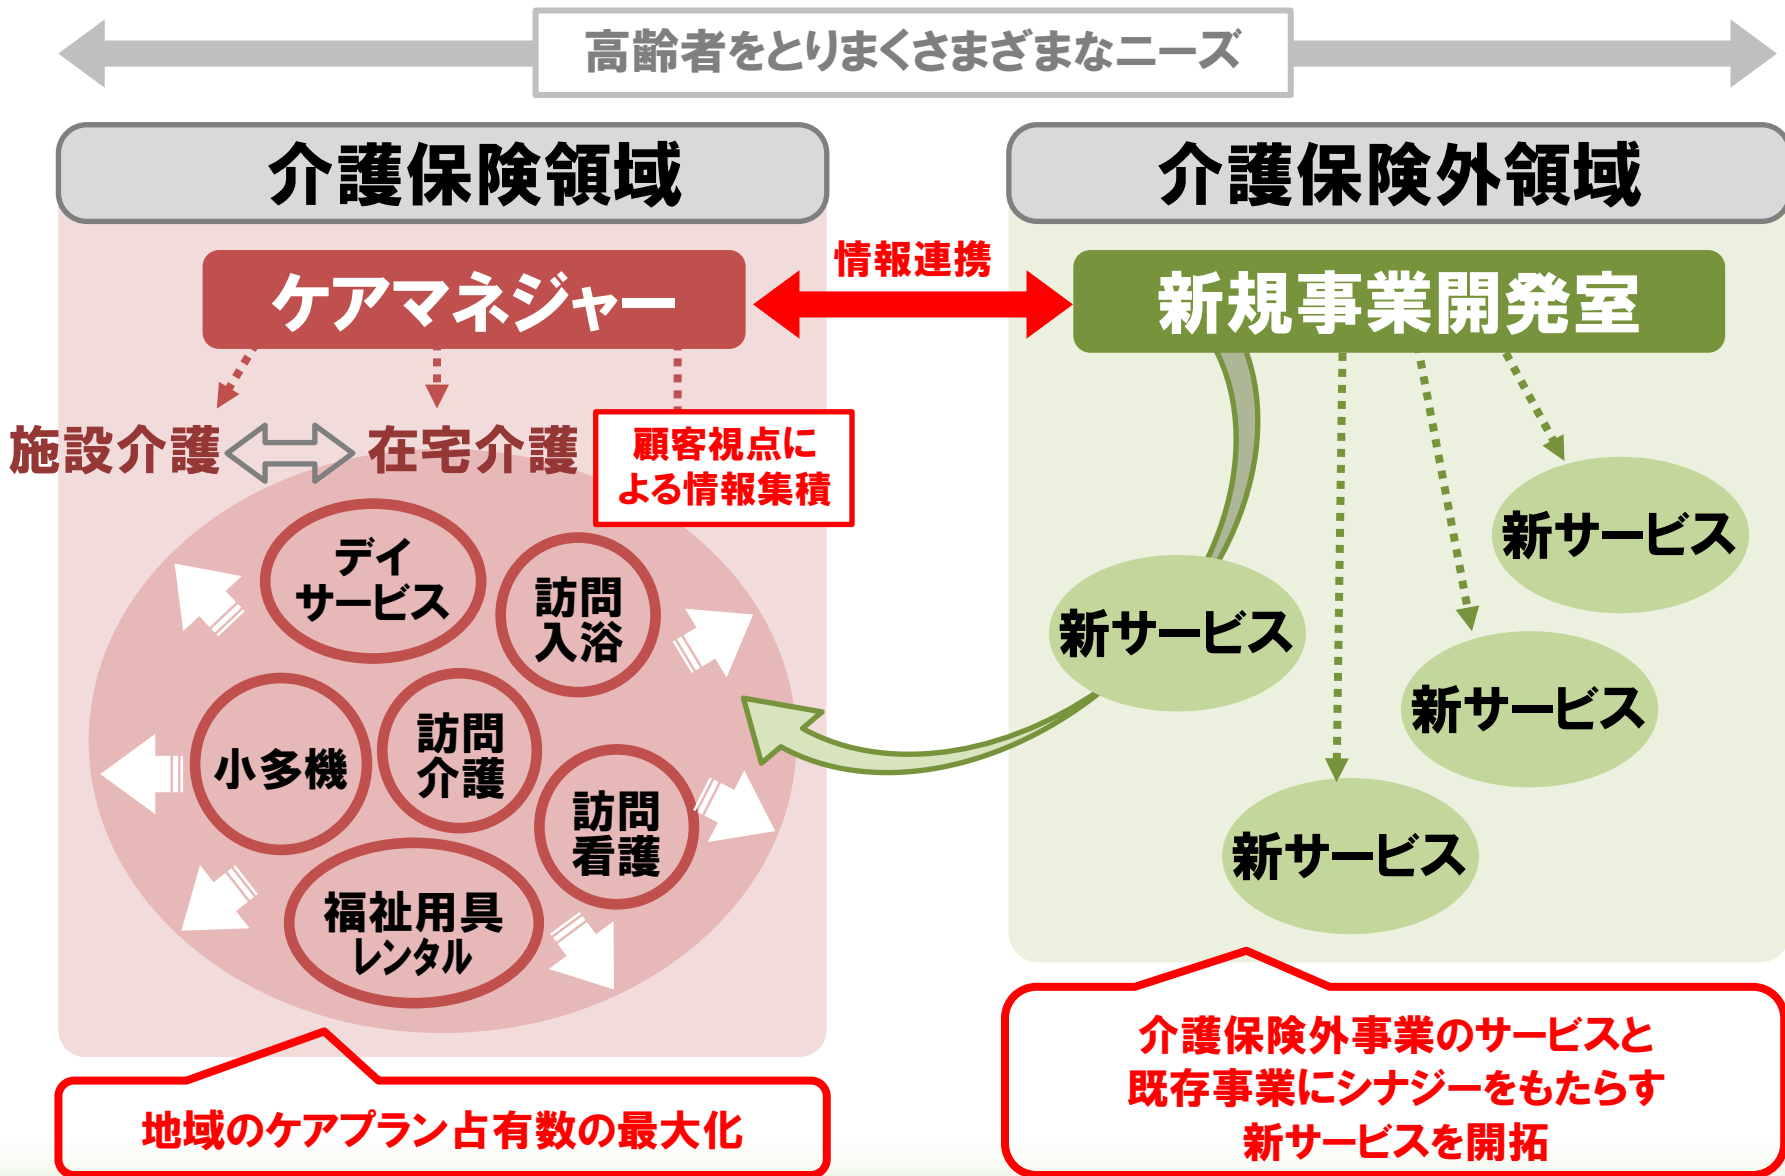 高齢者をとりまくさまざまなニーズ
介護保険領域
介護保険外領域
ケアマネジャー
情報連携
新規事業開発室
施設介護
在宅介護
顧客視点に
よる情報集積
デイ
サービス
訪問
入浴
小多機
訪問
介護
訪問
看護
福祉用具
レンタル
新サービス
新サービス
新サービス
新サービス
地域のケアプラン占有数の最大化
介護保険外事業のサービスと
既存事業にシナジーをもたらす
新サービスを開拓